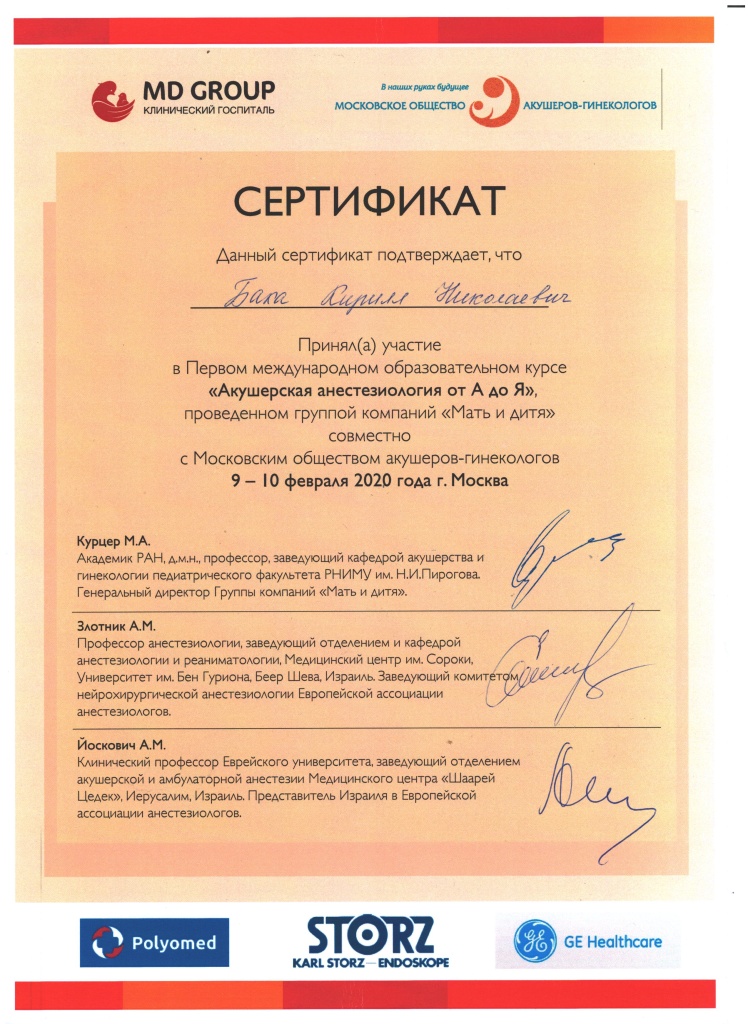 MD GROUP
КЛИНИЧЕСКИЙ ГОСПИТАЛЬ
В наших руках будущее
МОСКОВСКОЕ ОБЩЕСТВО АКУШЕРОВ-ГИНЕКОЛОГОВ
СЕРТИФИКАТ
Данный сертификат подтверждает, что
Бака Кирилл Николаевич
Принял(а) участие
в Первом международном образовательном курсе
«Акушерская анестезиология от А до Я»,
проведенном группой компаний «Мать и дитя»
совместно
с Московским обществом акушеров-гинекологов
9 – 10 февраля 2020 года г. Москва
Курцер М.А.
Академик РАН, д.м.н., профессор, заведующий кафедрой акушерства и
гинекологии педиатрического факультета РНИМУ им. Н.И.Пирогова.
Генеральный директор Группы компаний «Мать и дитя».
Злотник А.М.
Профессор анестезиологии, заведующий отделением и кафедрой
анестезиологии и реаниматологии, Медицинский центр им. Сороки,
Университет им. Бен Гуриона, Беер Шева, Израиль. Заведующий комитетом
нейрохирургической анестезиологии Европейской ассоциации
анестезиологов.
Йоскович А.М.
Клинический профессор Еврейского университета, заведующий отделением
акушерской и амбулаторной анестезии Медицинского центра «Шаарей
Цедек», Иерусалим, Израиль. Представитель Израиля в Европейской
ассоциации анестезиологов.
Polyomed
STORZ
KARL STORZ—ENDOSKOPE
GE Healthcare